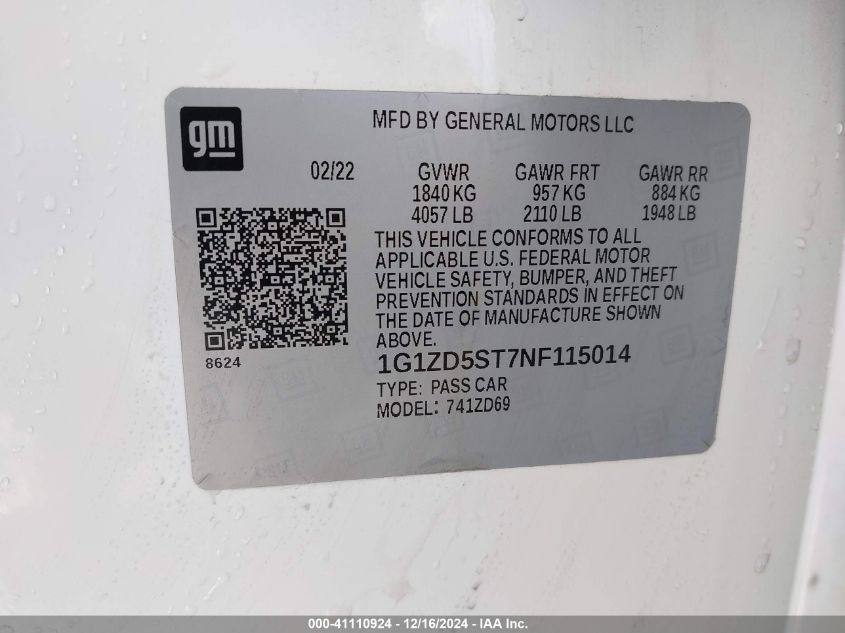 gm
MFD BY GENERAL MOTORS LLC
02/22 GVWR GAWR FRT GAWR RR
1840 KG 957 KG 884 KG
4057 LB 2110 LB 1948 LB
THIS VEHICLE CONFORMS TO ALL
APPLICABLE U.S. FEDERAL MOTOR
VEHICLE SAFETY, BUMPER, AND THEFT
PREVENTION STANDARDS IN EFFECT ON
THE DATE OF MANUFACTURE SHOWN
ABOVE.
8624
1G1ZD5ST7NF115014
TYPE: PASS CAR
MODEL: 741ZD69
000-41110924 - 12/16/2024 - IAA Inc.